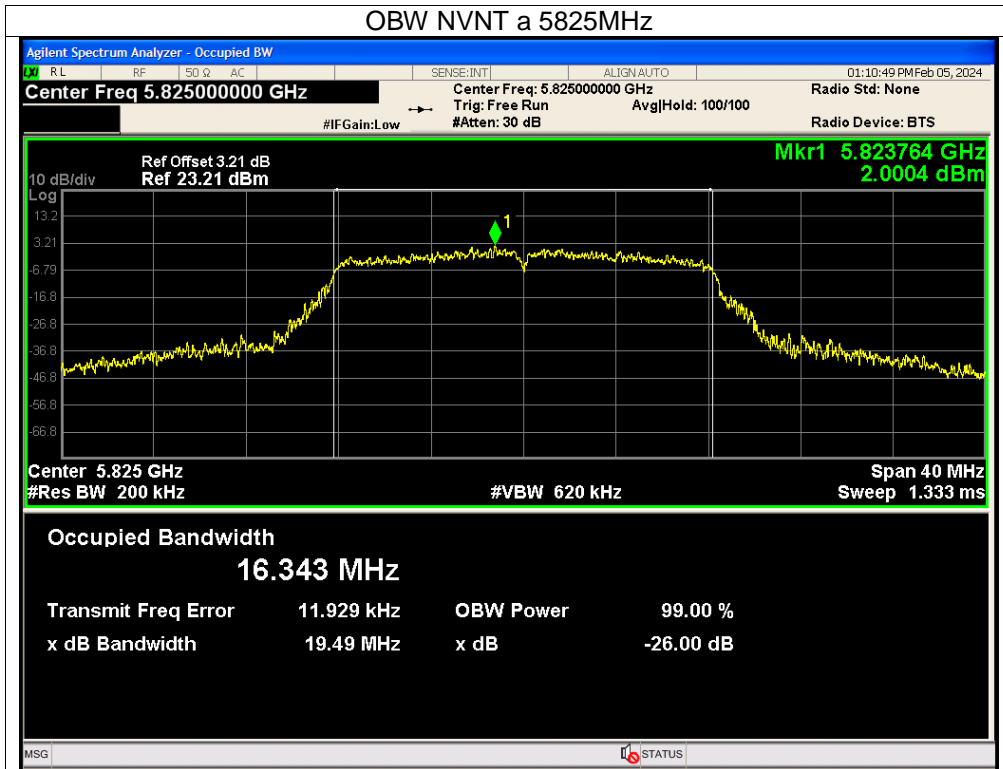 OBW NVNT a 5825MHz
Agilent Spectrum Analyzer - Occupied BW
LXI RL RF 50 Ω AC SENSE:INT ALIGN AUTO 01:10:49 PM Feb 05, 2024
Center Freq 5.825000000 GHz Center Freq: 5.825000000 GHz Radio Std: None
Trig: Free Run Avg|Hold: 100/100
#IFGain:Low #Atten: 30 dB Radio Device: BTS
Mkr1 5.823764 GHz
2.0004 dBm
Ref Offset 3.21 dB
10 dB/div Ref 23.21 dBm
Log
13.2
1
3.21
-6.79
-16.8
-26.8
-36.8
-46.8
-56.8
-66.8
Center 5.825 GHz Span 40 MHz
#Res BW 200 kHz #VBW 620 kHz Sweep 1.333 ms
Occupied Bandwidth
16.343 MHz
Transmit Freq Error 11.929 kHz OBW Power 99.00 %
x dB Bandwidth 19.49 MHz x dB -26.00 dB
MSG STATUS